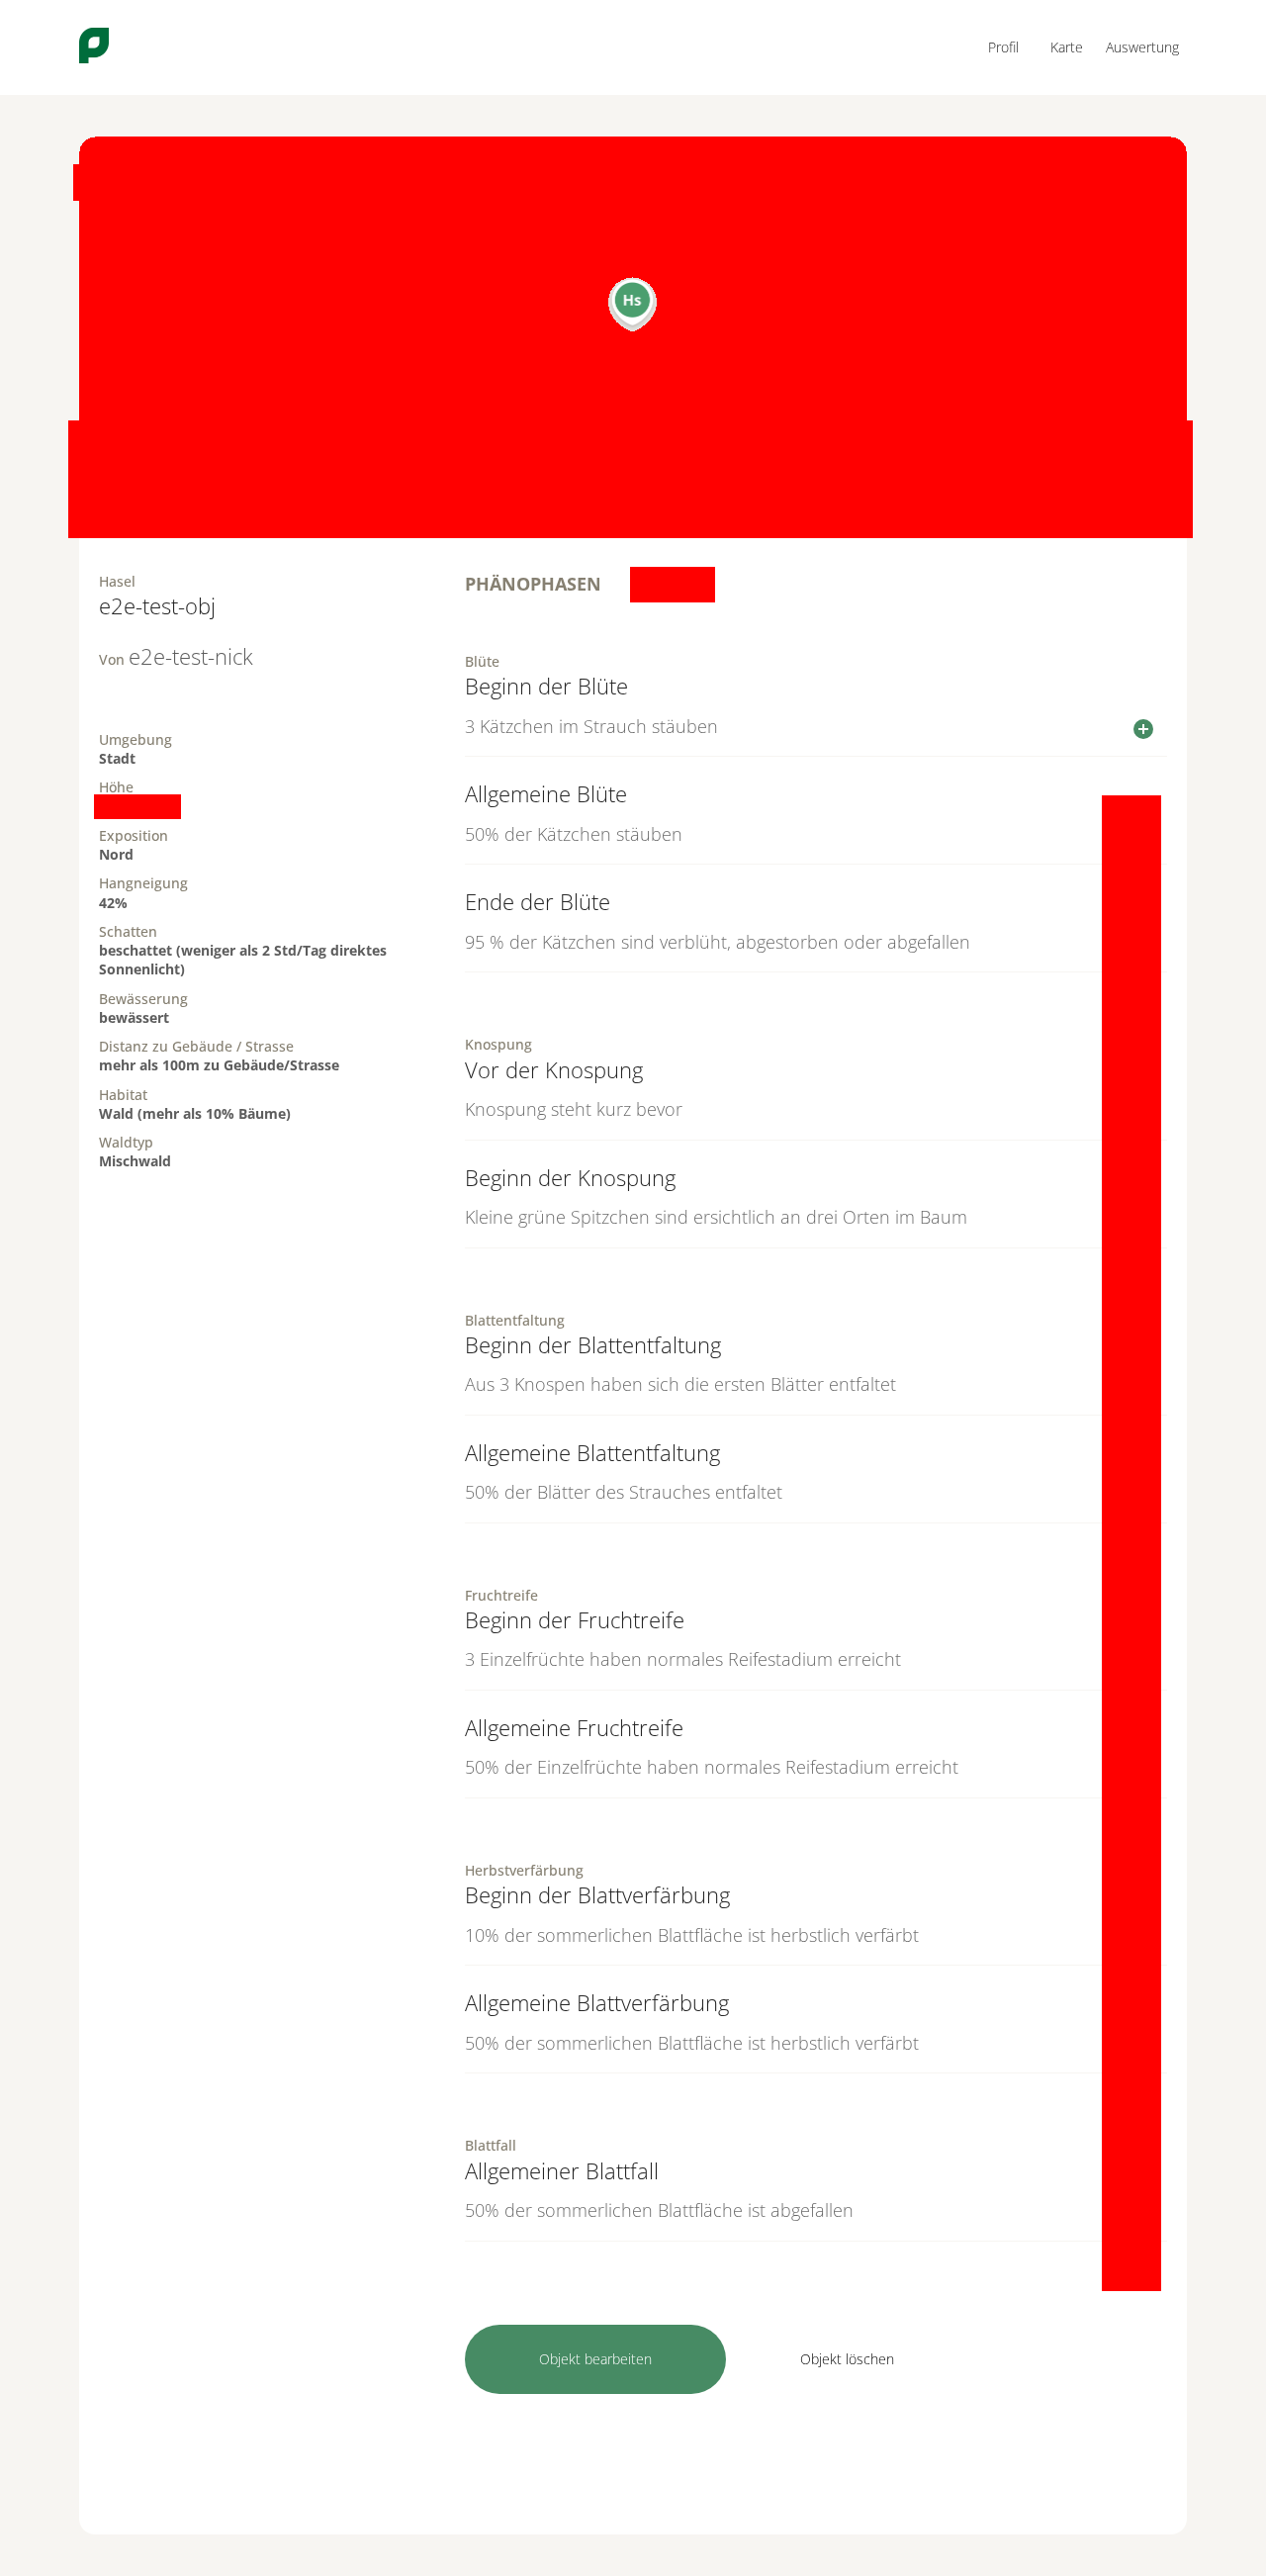 Profil Karte Auswertung
Hs
Hasel
e2e-test-obj
Von e2e-test-nick
Umgebung
Stadt
Höhe
Exposition
Nord
Hangneigung
42%
Schatten
beschattet (weniger als 2 Std/Tag direktes
Sonnenlicht)
Bewässerung
bewässert
Distanz zu Gebäude / Strasse
mehr als 100m zu Gebäude/Strasse
Habitat
Wald (mehr als 10% Bäume)
Waldtyp
Mischwald
PHÄNOPHASEN
Blüte
Beginn der Blüte
3 Kätzchen im Strauch stäuben
Allgemeine Blüte
50% der Kätzchen stäuben
Ende der Blüte
95 % der Kätzchen sind verblüht, abgestorben oder abgefallen
Knospung
Vor der Knospung
Knospung steht kurz bevor
Beginn der Knospung
Kleine grüne Spitzchen sind ersichtlich an drei Orten im Baum
Blattentfaltung
Beginn der Blattentfaltung
Aus 3 Knospen haben sich die ersten Blätter entfaltet
Allgemeine Blattentfaltung
50% der Blätter des Strauches entfaltet
Fruchtreife
Beginn der Fruchtreife
3 Einzelfrüchte haben normales Reifestadium erreicht
Allgemeine Fruchtreife
50% der Einzelfrüchte haben normales Reifestadium erreicht
Herbstverfärbung
Beginn der Blattverfärbung
10% der sommerlichen Blattfläche ist herbstlich verfärbt
Allgemeine Blattverfärbung
50% der sommerlichen Blattfläche ist herbstlich verfärbt
Blattfall
Allgemeiner Blattfall
50% der sommerlichen Blattfläche ist abgefallen
Objekt bearbeiten Objekt löschen